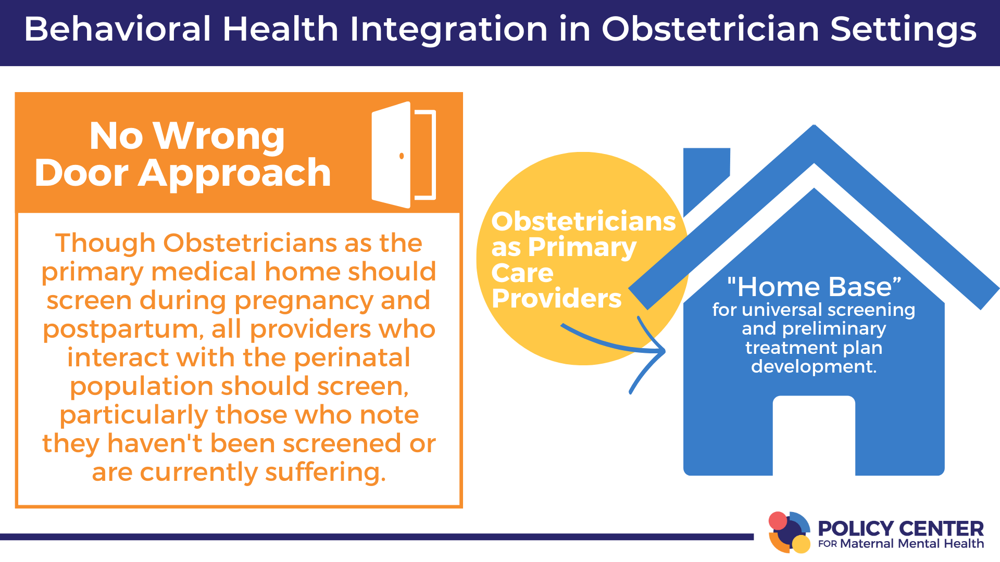 Behavioral Health Integration in Obstetrician Settings
No Wrong
Door Approach
Though Obstetricians as the
primary medical home should
screen during pregnancy and
postpartum, all providers who
interact with the perinatal
population should screen,
particularly those who note
they haven't been screened or
are currently suffering.
Obstetricians
as Primary
Care
Providers
"Home Base”
for universal screening
and preliminary
treatment plan
development.
POLICY CENTER
FOR Maternal Mental Health